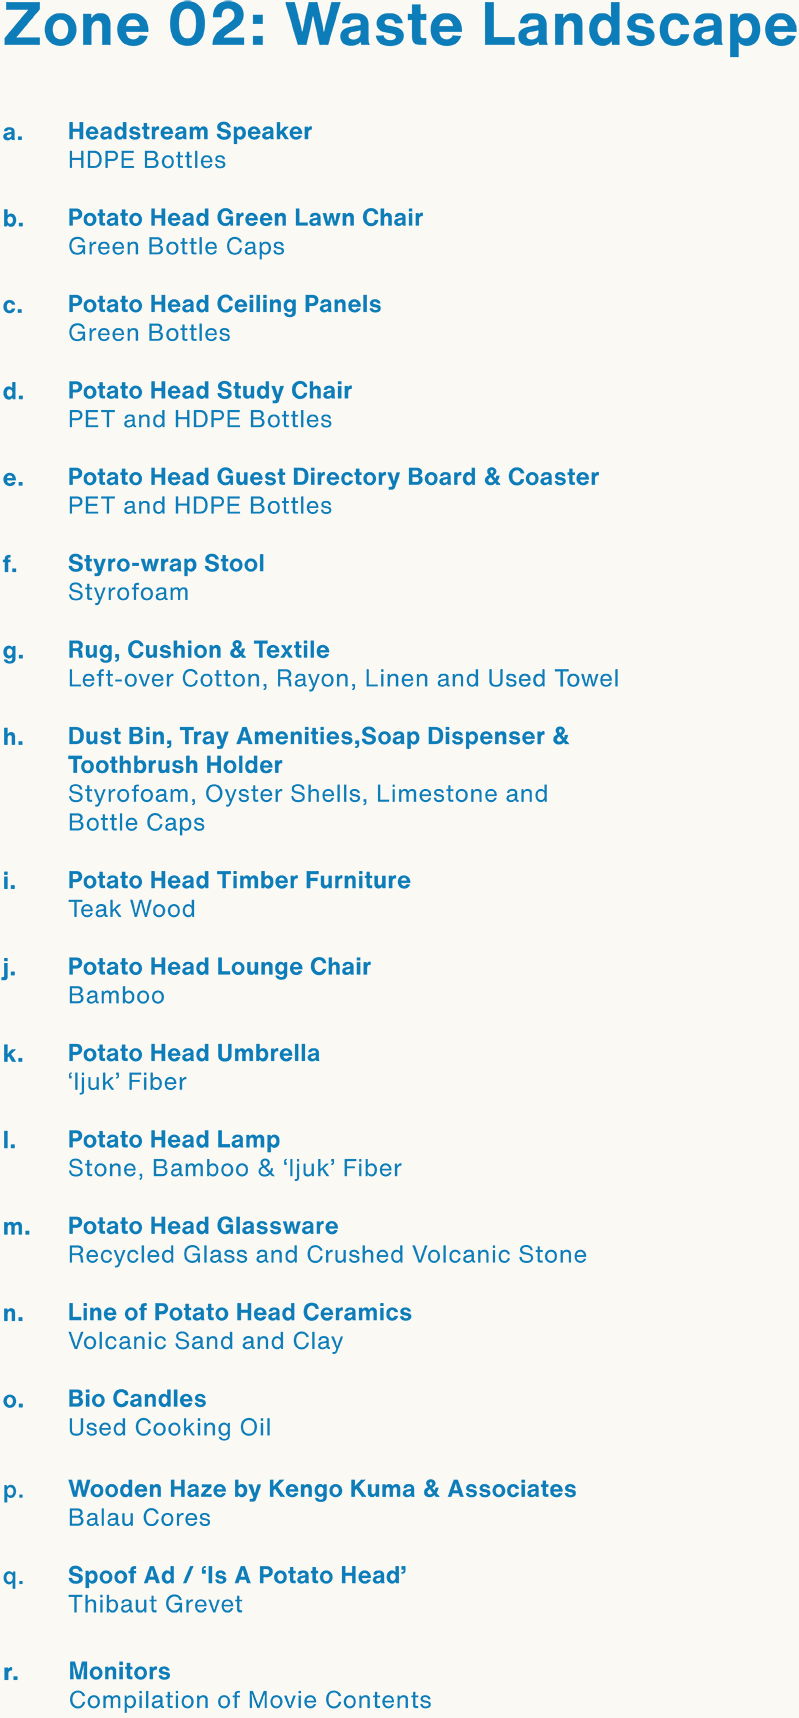 Zone 02: Waste Landscape
a. Headstream Speaker
HDPE Bottles
b. Potato Head Green Lawn Chair
Green Bottle Caps
c. Potato Head Ceiling Panels
Green Bottles
d. Potato Head Study Chair
PET and HDPE Bottles
e. Potato Head Guest Directory Board & Coaster
PET and HDPE Bottles
f. Styro-wrap Stool
Styrofoam
g. Rug, Cushion & Textile
Left-over Cotton, Rayon, Linen and Used Towel
h. Dust Bin, Tray Amenities,Soap Dispenser &
Toothbrush Holder
Styrofoam, Oyster Shells, Limestone and
Bottle Caps
i. Potato Head Timber Furniture
Teak Wood
j. Potato Head Lounge Chair
Bamboo
k. Potato Head Umbrella
‘Ijuk’ Fiber
l. Potato Head Lamp
Stone, Bamboo & ‘Ijuk’ Fiber
m. Potato Head Glassware
Recycled Glass and Crushed Volcanic Stone
n. Line of Potato Head Ceramics
Volcanic Sand and Clay
o. Bio Candles
Used Cooking Oil
p. Wooden Haze by Kengo Kuma & Associates
Balau Cores
q. Spoof Ad / ‘Is A Potato Head’
Thibaut Grevet
r. Monitors
Compilation of Movie Contents